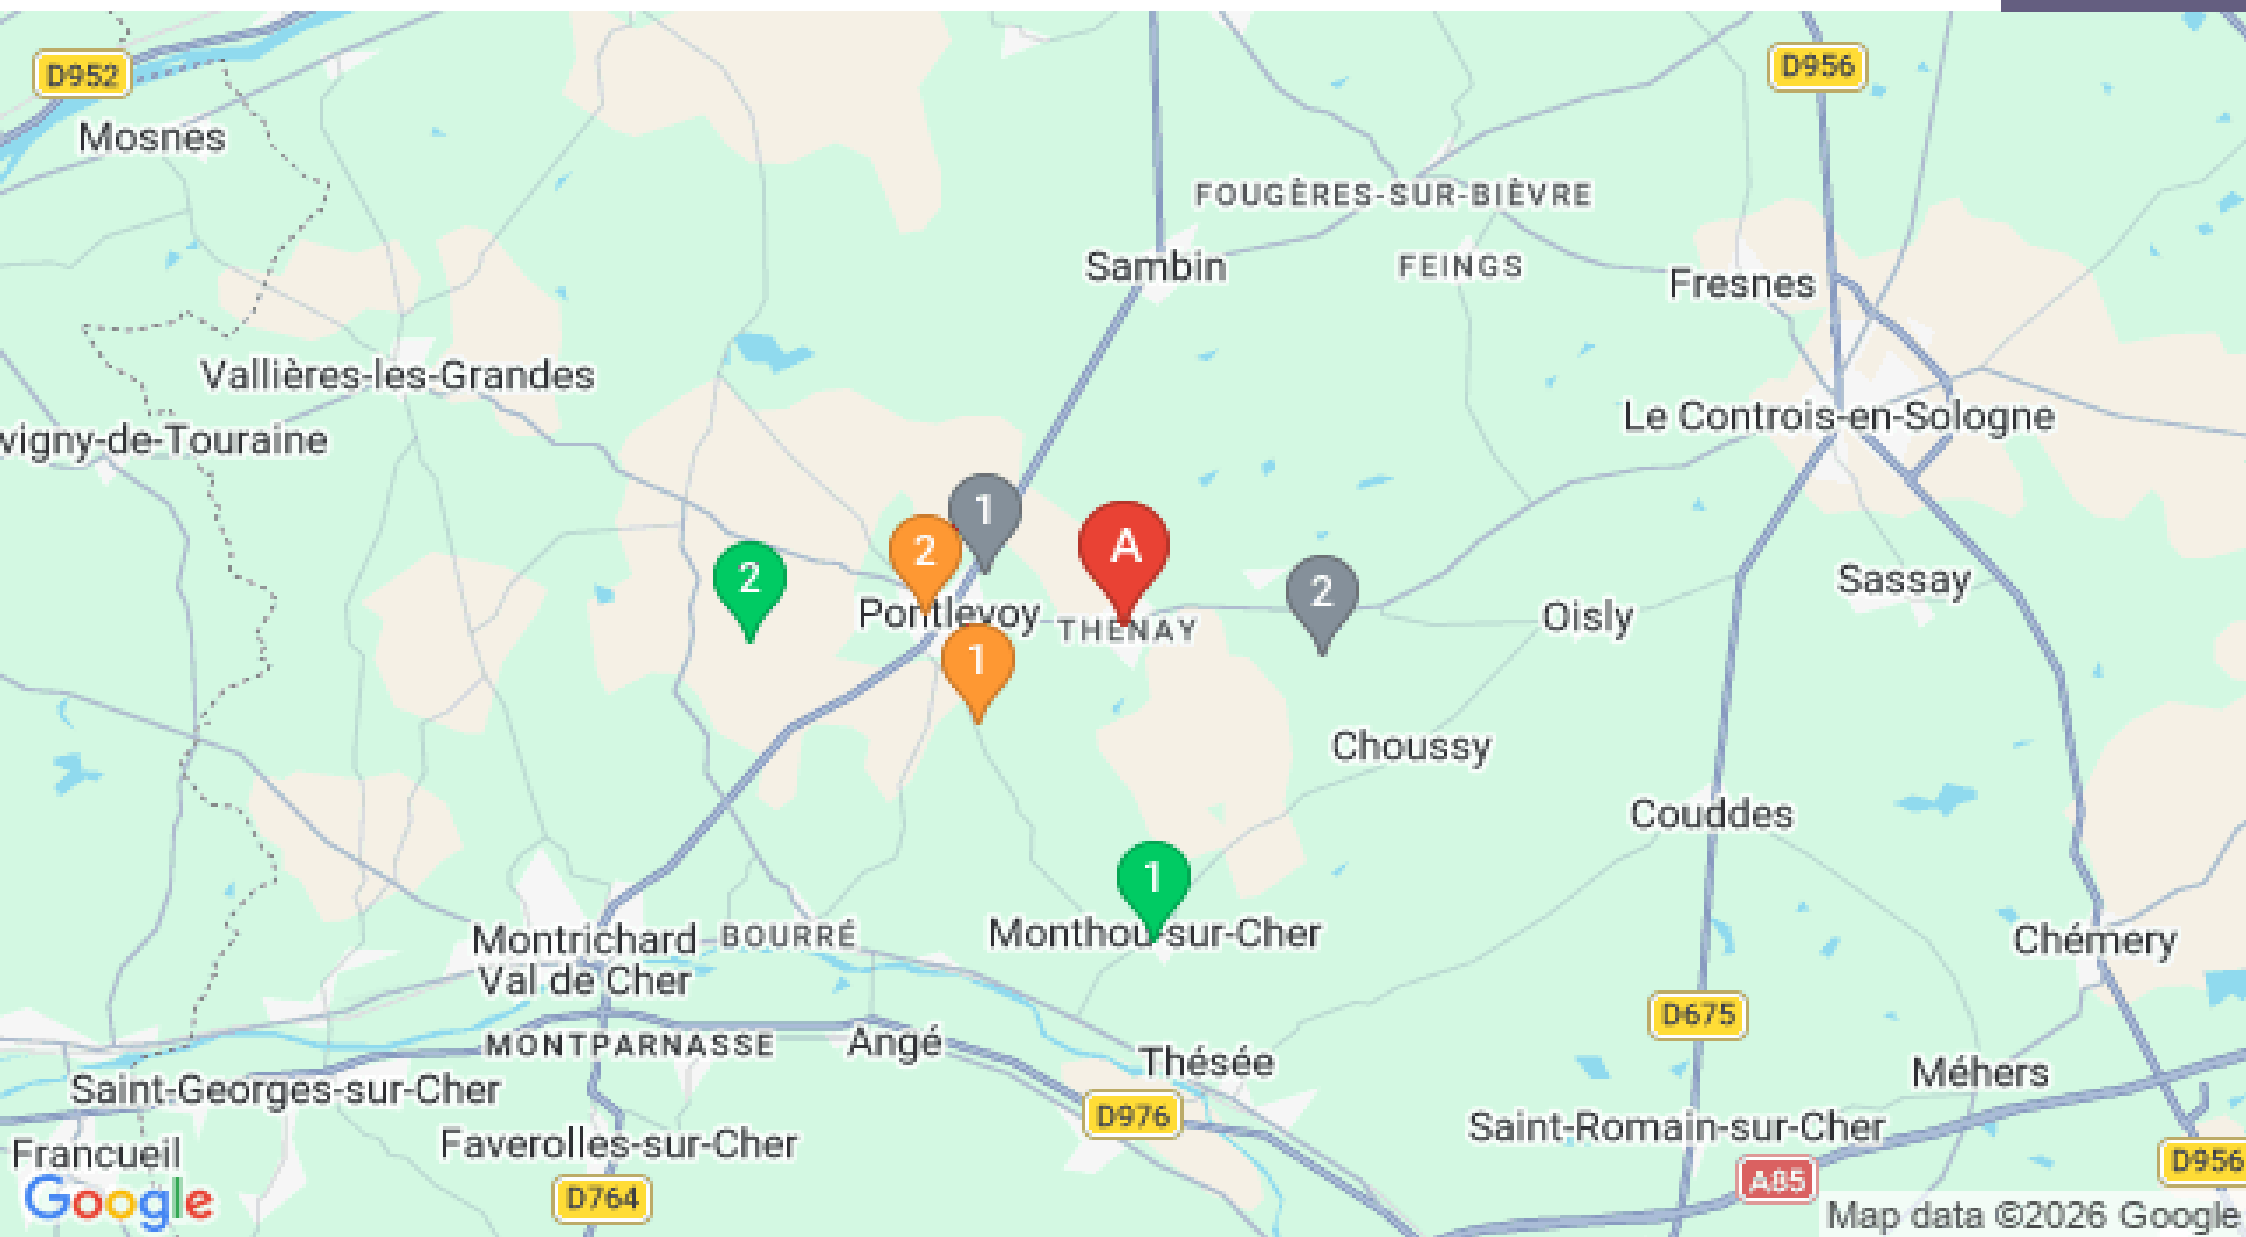 D952
D956
Mosnes
FOUGÈRES-SUR-BIÈVRE
Sambin
FEINGS
Fresnes
Vallières-les-Grandes
Le Controis-en-Sologne
vigny-de-Touraine
1
A
2
2
2
Sassay
Pontlevoy
THENAY
Oisly
1
Choussy
Couddes
1
Montrichard
Val de Cher
BOURRÉ
Monthou-sur-Cher
Chémery
D675
MONTPARNASSE
Angé
Thésée
Méhers
Saint-Georges-sur-Cher
D976
Saint-Romain-sur-Cher
Faverolles-sur-Cher
Francueil
D956
A85
D764
Google
Map data ©2026 Google